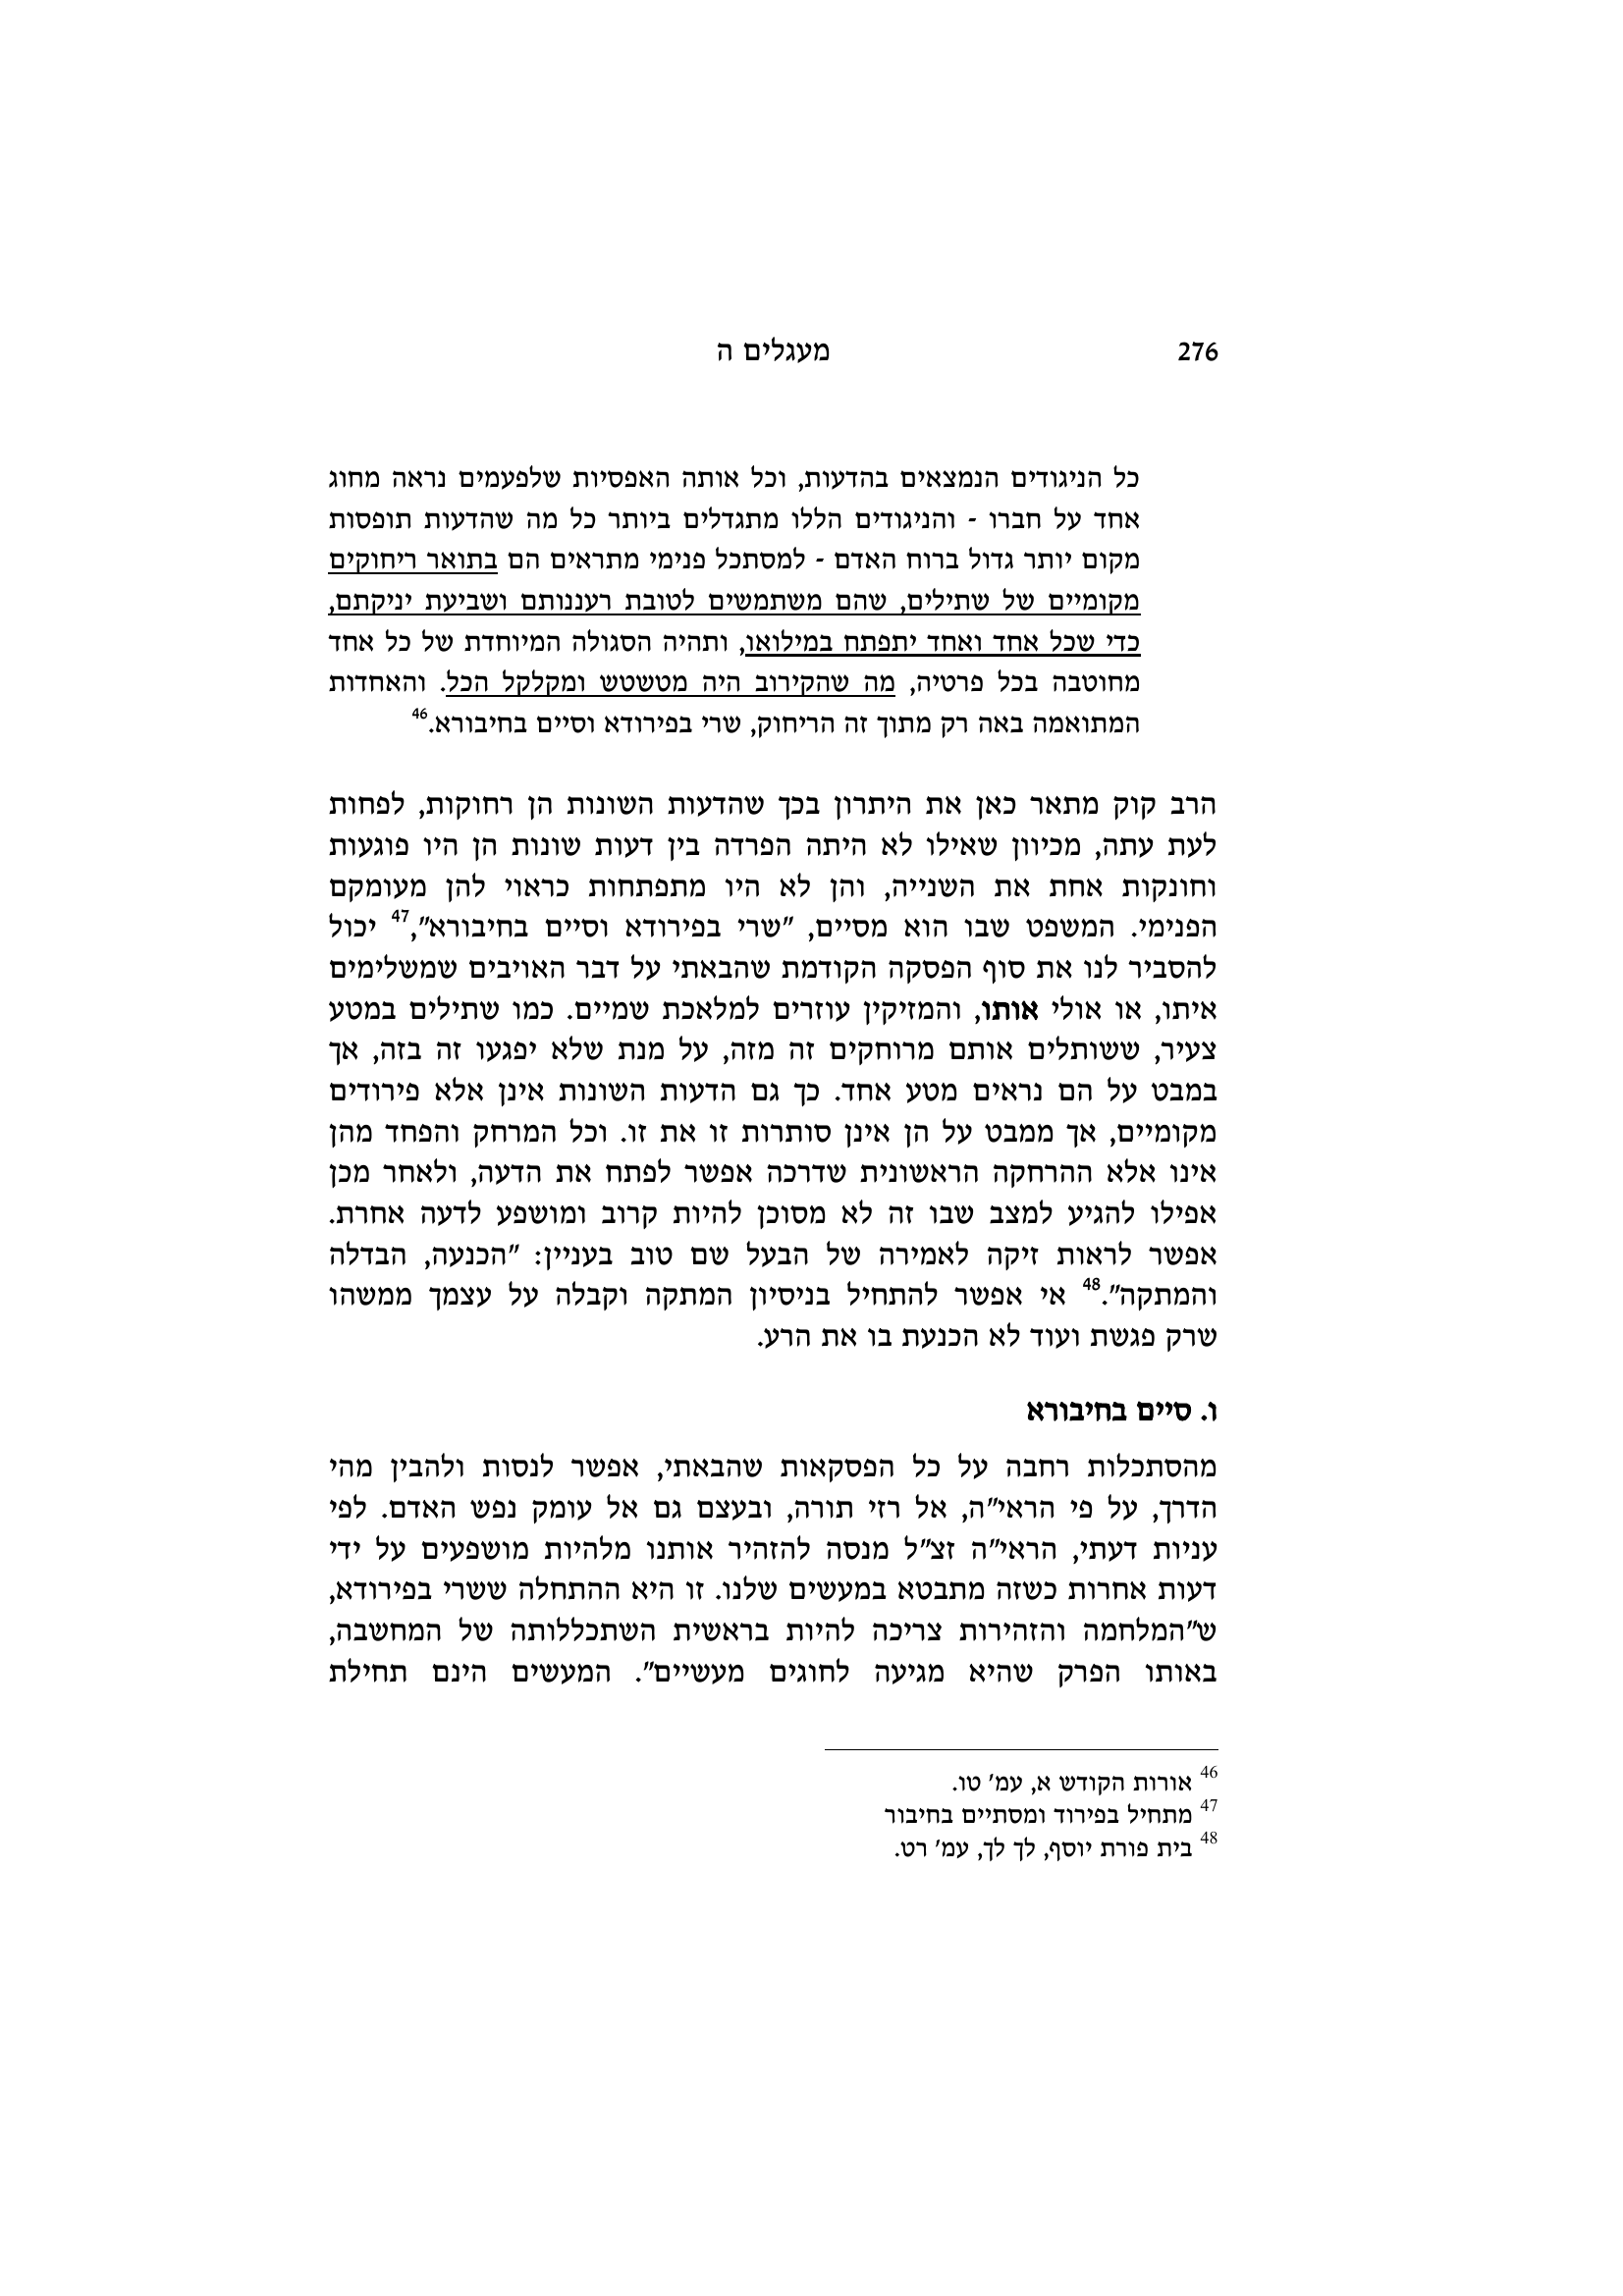 276 מעגלים ה
כל הניגודים הנמצאים בהדעות, וכל אותה האפסיות שלפעמים נראה מחוג
אחד על חברו - והניגודים הללו מתגדלים ביותר כל מה שהדעות תופסות
מקום יותר גדול ברוח האדם - למסתכל פנימי מתראים הם בתואר ריחוקים
מקומיים של שתילים, שהם משתמשים לטובת רעננותם ושביעת יניקתם,
כדי שכל אחד ואחד יתפתח במילואו, ותהיה הסגולה המיוחדת של כל אחד
מחוטבה בכל פרטיה, מה שהקירוב היה מטשטש ומקלקל הכל. והאחדות
המתואמה באה רק מתוך זה הריחוק, שרי בפירודא וסיים בחיבורא.46
הרב קוק מתאר כאן את היתרון בכך שהדעות השונות הן רחוקות, לפחות
לעת עתה, מכיוון שאילו לא היתה הפרדה בין דעות שונות הן היו פוגעות
וחונקות אחת את השנייה, והן לא היו מתפתחות כראוי להן מעומקם
הפנימי. המשפט שבו הוא מסיים, "שרי בפירודא וסיים בחיבורא",47 יכול
להסביר לנו את סוף הפסקה הקודמת שהבאתי על דבר האויבים שמשלימים
איתו, או אולי אותו, והמזיקין עוזרים למלאכת שמיים. כמו שתילים במטע
צעיר, ששותלים אותם מרוחקים זה מזה, על מנת שלא יפגעו זה בזה, אך
במבט על הם נראים מטע אחד. כך גם הדעות השונות אינן אלא פירודים
מקומיים, אך ממבט על הן אינן סותרות זו את זו. וכל המרחק והפחד מהן
אינו אלא ההרחקה הראשונית שדרכה אפשר לפתח את הדעה, ולאחר מכן
אפילו להגיע למצב שבו זה לא מסוכן להיות קרוב ומושפע לדעה אחרת.
אפשר לראות זיקה לאמירה של הבעל שם טוב בעניין: "הכנעה, הבדלה
והמתקה".48 אי אפשר להתחיל בניסיון המתקה וקבלה על עצמך ממשהו
שרק פגשת ועוד לא הכנעת בו את הרע.
ו. סיים בחיבורא
מהסתכלות רחבה על כל הפסקאות שהבאתי, אפשר לנסות ולהבין מהי
הדרך, על פי הראי"ה, אל רזי תורה, ובעצם גם אל עומק נפש האדם. לפי
עניות דעתי, הראי"ה זצ"ל מנסה להזהיר אותנו מלהיות מושפעים על ידי
דעות אחרות כשזה מתבטא במעשים שלנו. זו היא ההתחלה ששרי בפירודא,
ש"המלחמה והזהירות צריכה להיות בראשית השתכללותה של המחשבה,
באותו הפרק שהיא מגיעה לחוגים מעשיים". המעשים הינם תחילת
46 אורות הקודש א, עמ' טו.
47 מתחיל בפירוד ומסתיים בחיבור
48 בית פורת יוסף, לך לך, עמ' רט.